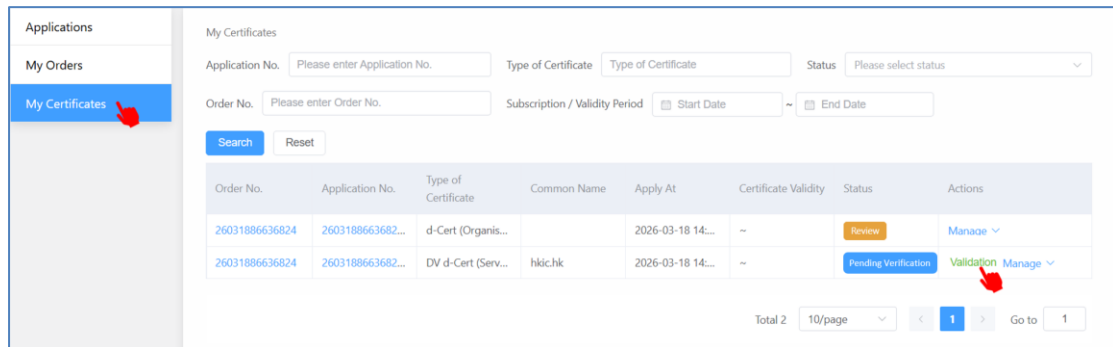 Applications
My Orders
My Certificates
My Certificates
Application No. Please enter Application No. Type of Certificate Type of Certificate Status Please select status
Order No. Please enter Order No. Subscription / Validity Period Start Date ~ End Date
Search Reset
Order No. Application No. Type of Certificate Common Name Apply At Certificate Validity Status Actions
26031886636824 2603188663682... d-Cert (Organis... 2026-03-18 14:... ~ Review Manage
26031886636824 2603188663682... DV d-Cert (Serv... hkic.hk 2026-03-18 14:... ~ Pending Verification Validation Manage
Total 2 10/page < 1 > Go to 1